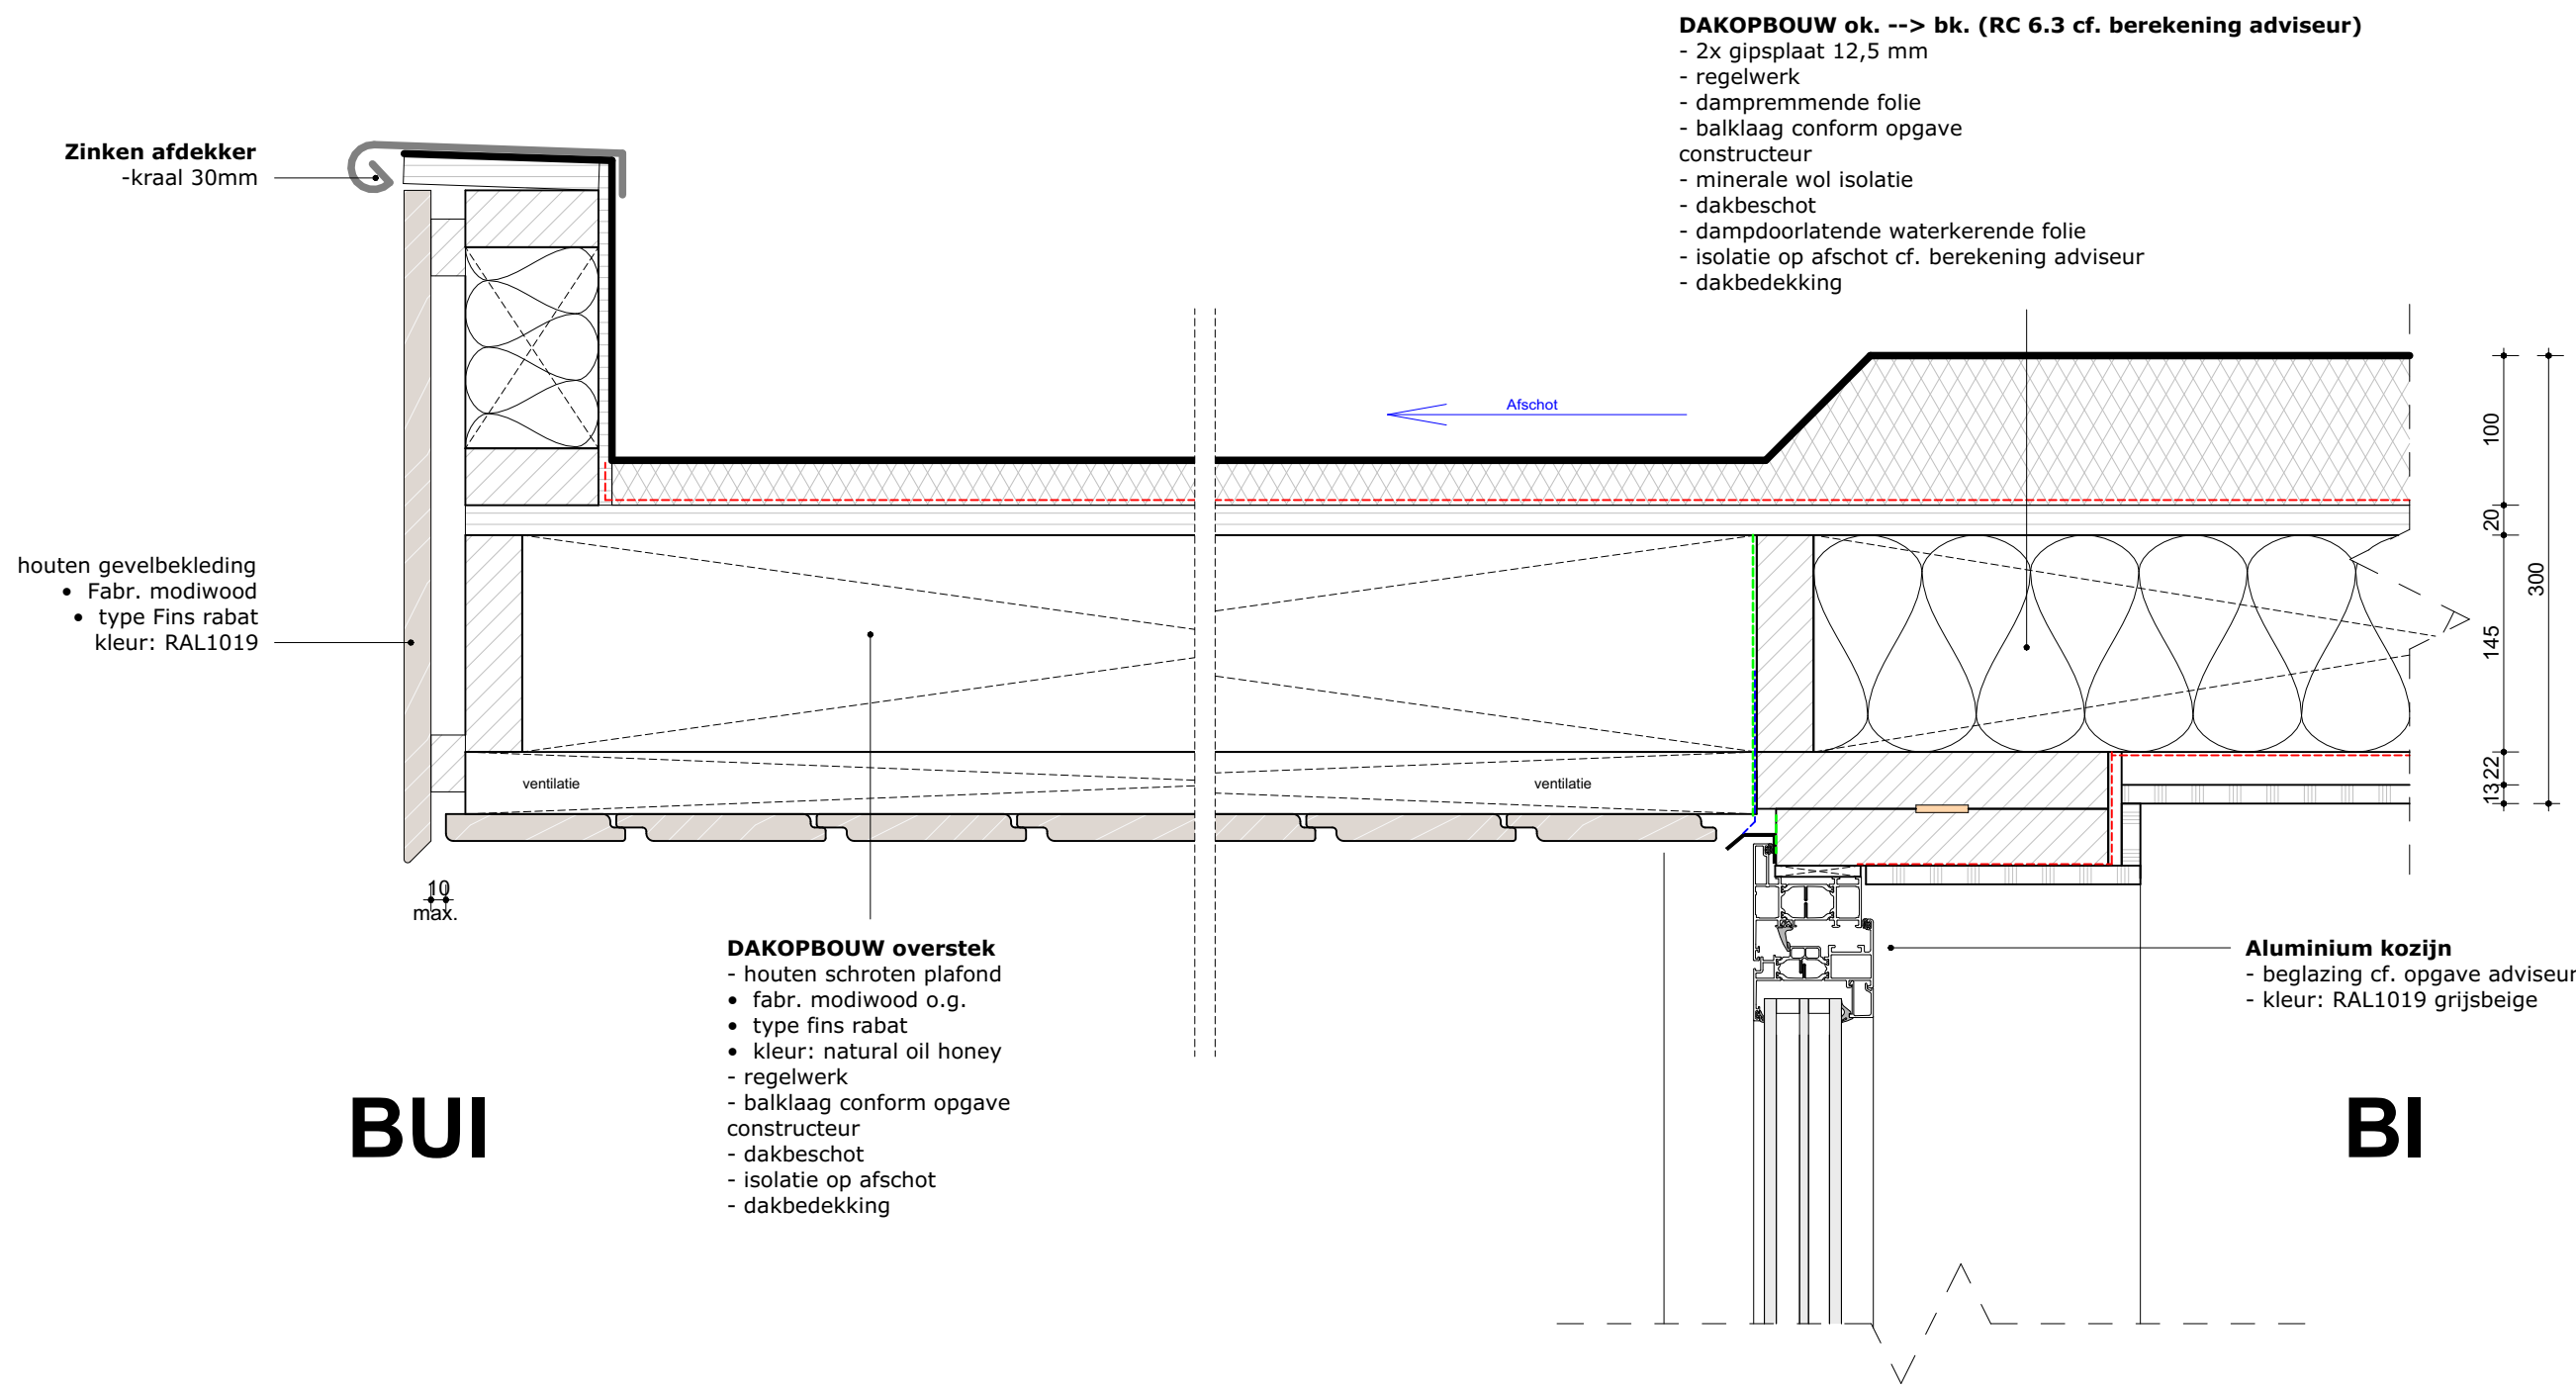 DAKOPBOUW ok. --> bk. (RC 6.3 cf. berekening adviseur)
- 2x gipsplaat 12,5 mm
- regelwerk
- dampremmende folie
- balklaag conform opgave
constructeur
- minerale wol isolatie
- dakbeschot
- dampdoorlatende waterkerende folie
- isolatie op afschot cf. berekening adviseur
- dakbedekking
Zinken afdekker
-kraal 30mm
Afschot
100
20
300
145
22
13
houten gevelbekleding
• Fabr. modiwood
• type Fins rabat
kleur: RAL1019
ventilatie
ventilatie
10
max.
DAKOPBOUW overstek
- houten schroten plafond
• fabr. modiwood o.g.
• type fins rabat
• kleur: natural oil honey
- regelwerk
- balklaag conform opgave
constructeur
- dakbeschot
- isolatie op afschot
- dakbedekking
Aluminium kozijn
- beglazing cf. opgave adviseur
- kleur: RAL1019 grijsbeige
BUI
BI